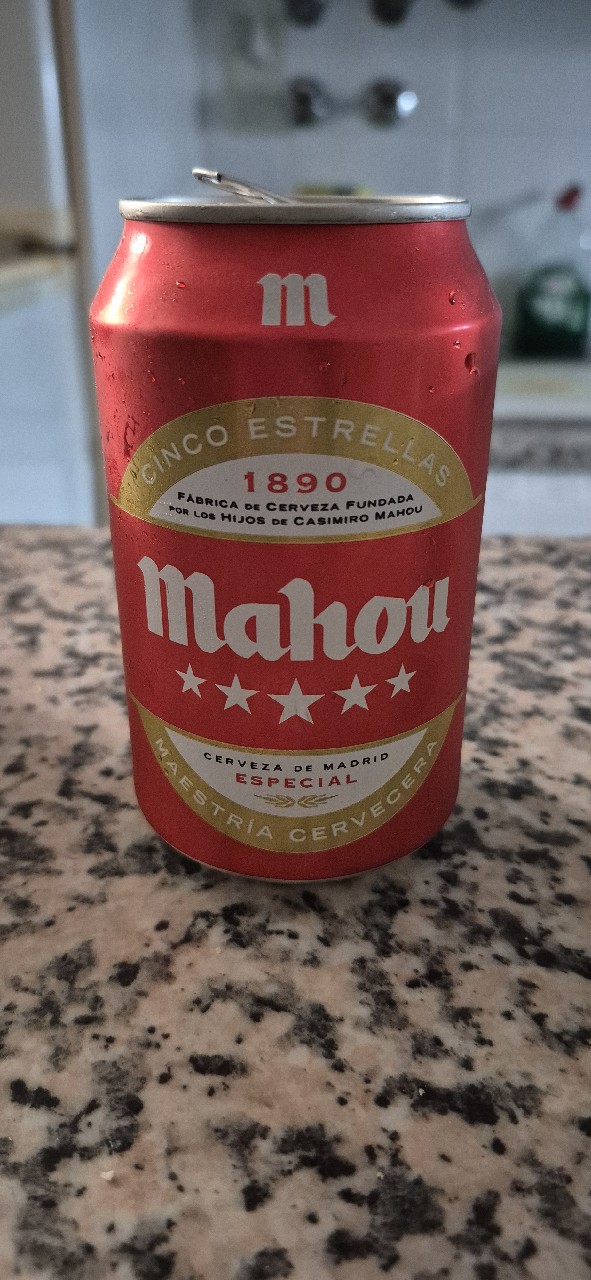 m
CINCO ESTRELLAS
1890
FÁBRICA DE CERVEZA FUNDADA
POR LOS HIJOS DE CASIMIRO MAHOU
Mahou
CERVEZA DE MADRID
ESPECIAL
MAESTRÍA CERVECERA